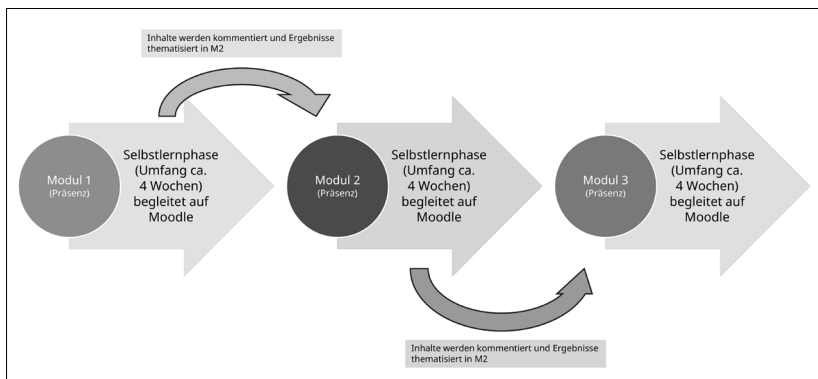 Inhalte werden kommentiert und Ergebnisse
thematisiert in M2
Modul 1
(Präsenz)
Selbstlernphase
(Umfang ca.
4 Wochen)
begleitet auf
Moodle
Modul 2
(Präsenz)
Selbstlernphase
(Umfang ca.
4 Wochen)
begleitet auf
Moodle
Modul 3
(Präsenz)
Selbstlernphase
(Umfang ca.
4 Wochen)
begleitet auf
Moodle
Inhalte werden kommentiert und Ergebnisse
thematisiert in M2